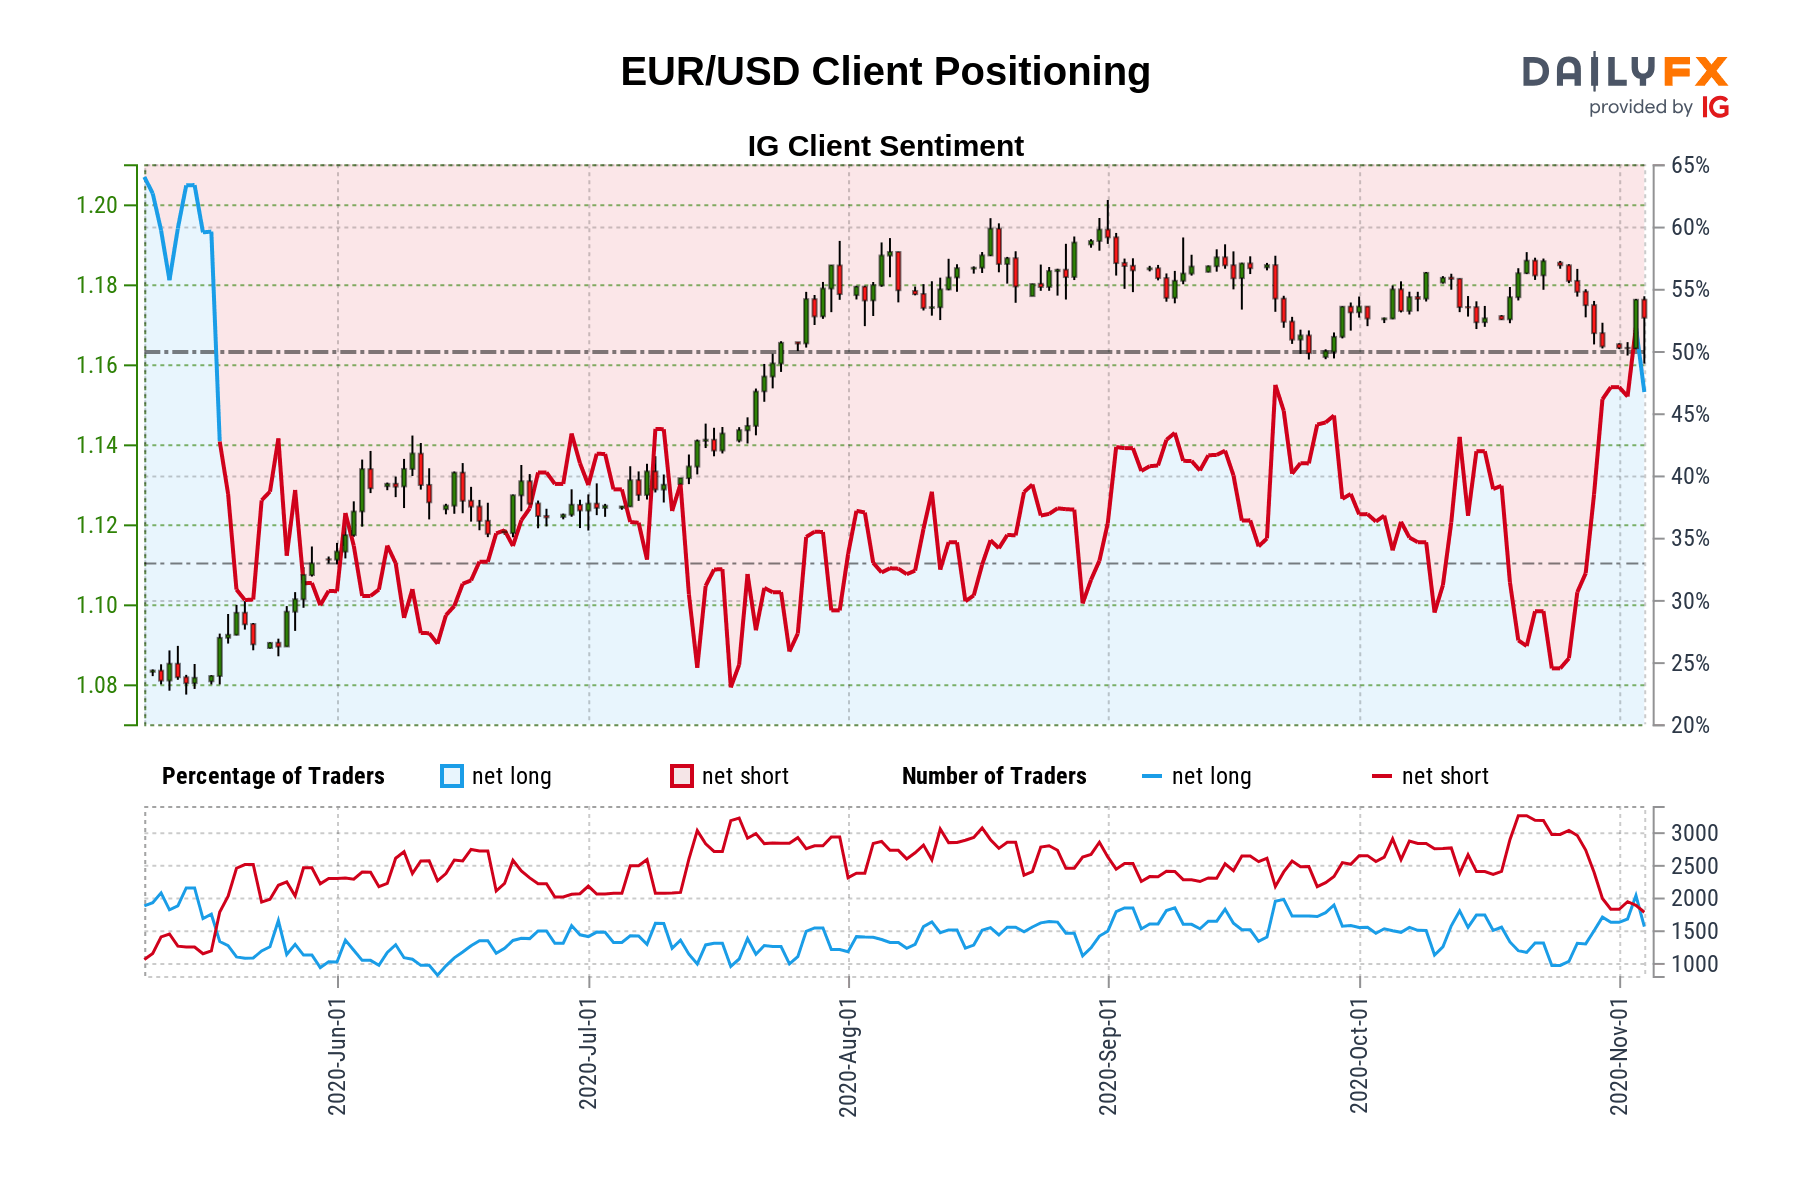 EUR/USD Client Positioning
DAILYFX
provided by IG
IG Client Sentiment
1.20
1.18
1.16
1.14
1.12
1.10
1.08
65%
60%
55%
50%
45%
40%
35%
30%
25%
20%
Percentage of Traders net long net short Number of Traders net long net short
3000
2500
2000
1500
1000
2020-Jun-01
2020-Jul-01
2020-Aug-01
2020-Sep-01
2020-Oct-01
2020-Nov-01